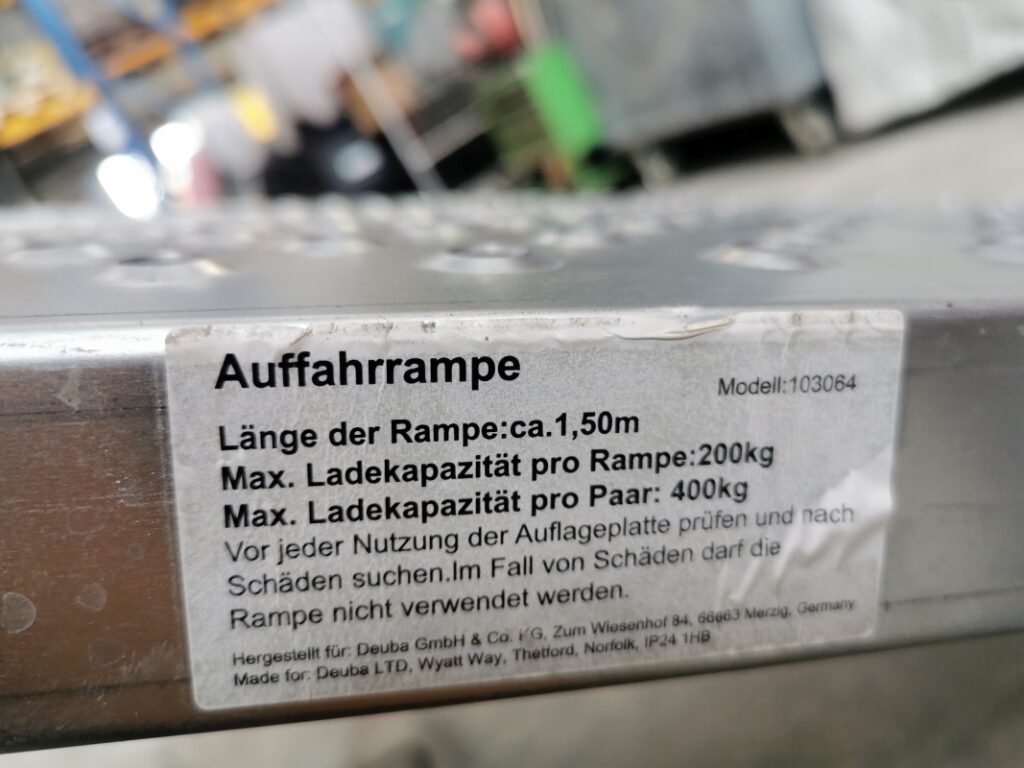 Auffahrrampe
Modell:103064
Länge der Rampe:ca.1,50m
Max. Ladekapazität pro Rampe:200kg
Max. Ladekapazität pro Paar: 400kg
Vor jeder Nutzung der Auflageplatte prüfen und nach
Schäden suchen.Im Fall von Schäden darf die
Rampe nicht verwendet werden.
Hergestellt für: Deuba GmbH & Co. KG, Zum Wiesenhof 84, 66663 Merzig, Germany
Made for: Deuba LTD, Wyatt Way, Thetford, Norfolk, IP24 1HB